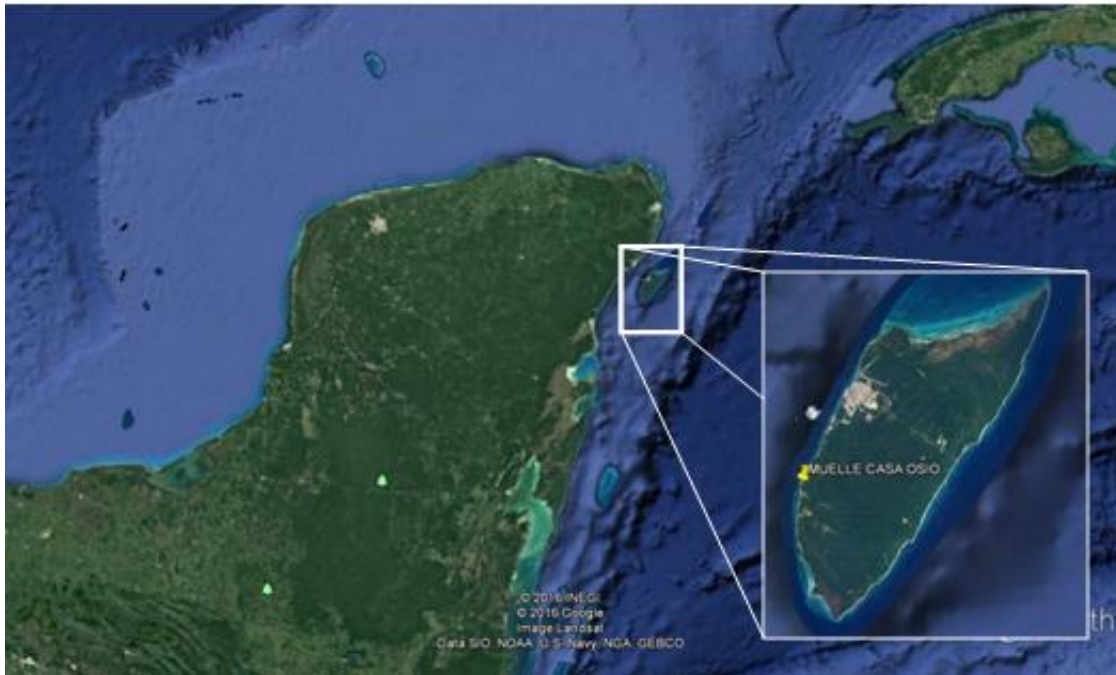 MUELLE CASA OSIO
© 2016 INEGI
© 2016 Google
Image Landsat
Data SIO, NOAA, U.S. Navy, NGA, GEBCO